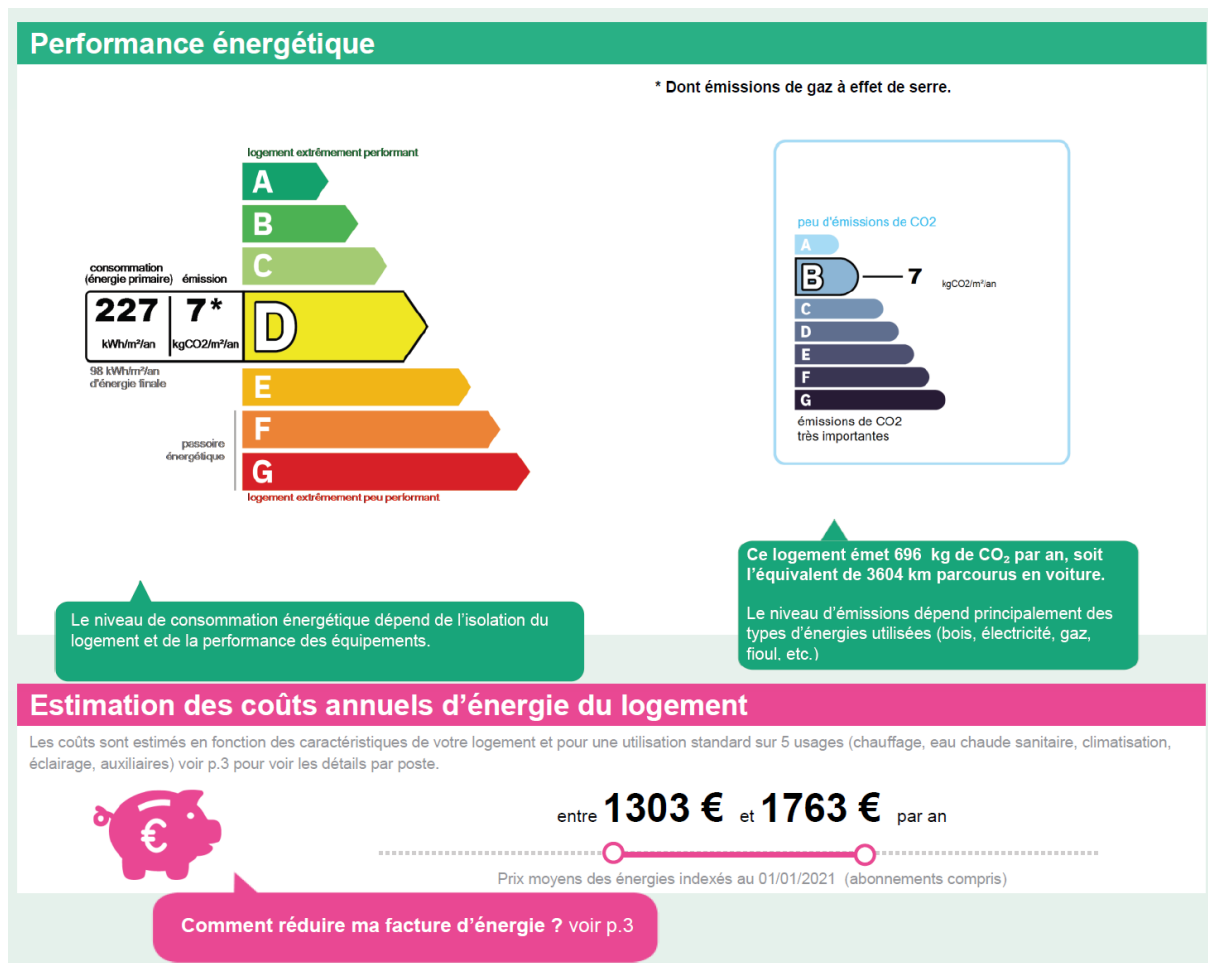 Performance énergétique
* Dont émissions de gaz à effet de serre.
logement extrêmement performant
A
B
C
consommation
(énergie primaire) émission
227 7*
kWh/m²/an kgCO2/m²/an
D
98 kWh/m²/an
d'énergie finale
E
F
passoire
énergétique
G
logement extrêmement peu performant
peu d'émissions de CO2
A
B 7 kgCO2/m²/an
C
D
E
F
G
émissions de CO2
très importantes
Le niveau de consommation énergétique dépend de l'isolation du
logement et de la performance des équipements.
Ce logement émet 696 kg de CO₂ par an, soit
l'équivalent de 3604 km parcourus en voiture.
Le niveau d'émissions dépend principalement des
types d'énergies utilisées (bois, électricité, gaz,
fioul, etc.)
Estimation des coûts annuels d'énergie du logement
Les coûts sont estimés en fonction des caractéristiques de votre logement et pour une utilisation standard sur 5 usages (chauffage, eau chaude sanitaire, climatisation,
éclairage, auxiliaires) voir p.3 pour voir les détails par poste.
€
entre 1303 € et 1763 € par an
Prix moyens des énergies indexés au 01/01/2021 (abonnements compris)
Comment réduire ma facture d'énergie ? voir p.3